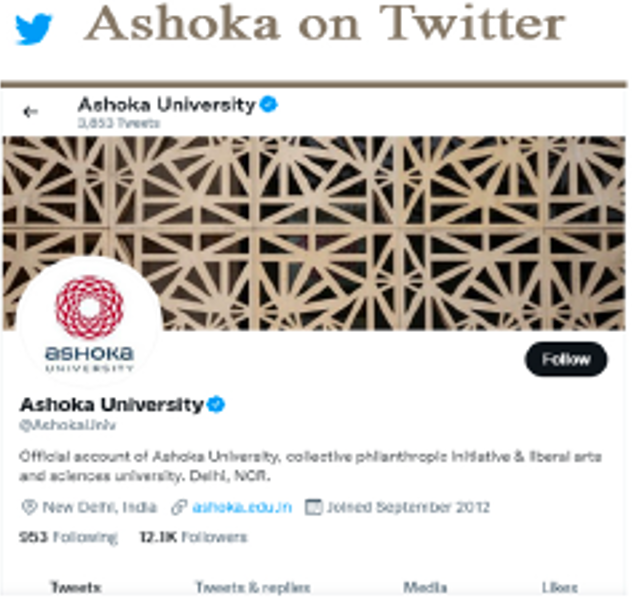 Ashoka on Twitter
Ashoka University
3,853 Tweets
ASHOKA
UNIVERSITY
Follow
Ashoka University
@AshokaUniv
Official account of Ashoka University, collective philanthropic initiative & liberal arts
and sciences university. Delhi, NCR.
New Delhi, India ashoka.edu.in Joined September 2012
953 Following 12.1K Followers
Tweets Tweets & replies Media Likes